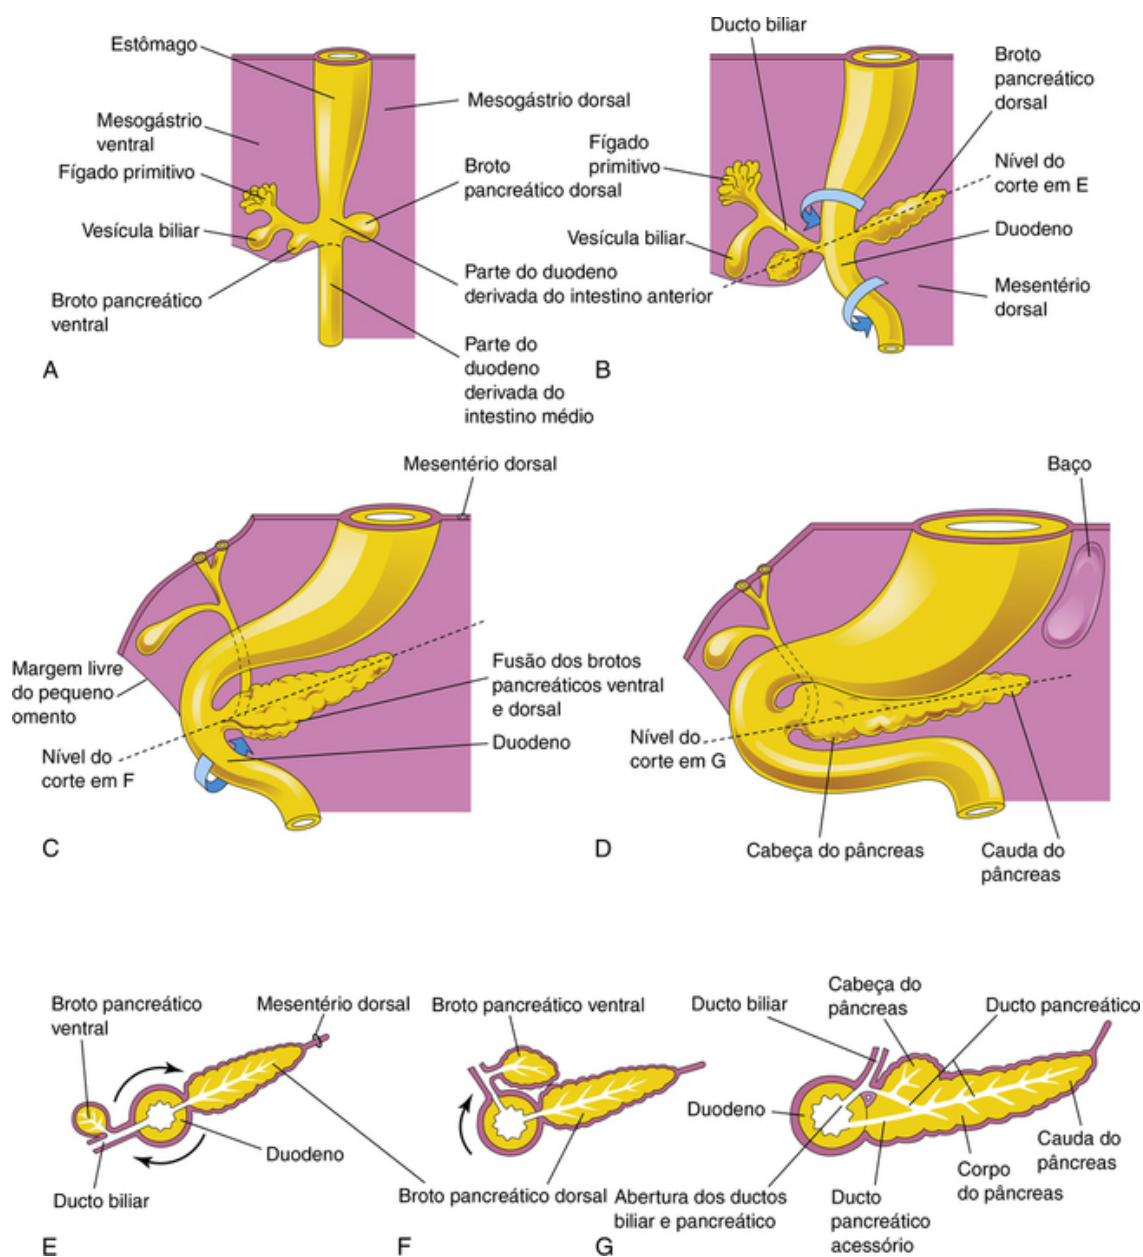 Estômago
Mesogástrio dorsal
Mesogástrio
ventral
Fígado primitivo
Broto
pancreático dorsal
Vesícula biliar
Parte do duodeno
derivada do intestino anterior
Broto pancreático
ventral
Parte do
duodeno
derivada do
intestino médio
A
Ducto biliar
Broto
pancreático
dorsal
Fígado
primitivo
Nível do
corte em E
Vesícula biliar
Duodeno
Mesentério
dorsal
B
Mesentério dorsal
Margem livre
do pequeno
omento
Fusão dos brotos
pancreáticos ventral
e dorsal
Duodeno
Nível do
corte em F
C
Baço
Nível do
corte em G
Cabeça do pâncreas
Cauda do
pâncreas
D
Broto pancreático
ventral
Mesentério dorsal
Duodeno
Ducto biliar
E
Broto pancreático ventral
Broto pancreático dorsal
F
Ducto biliar
Cabeça do
pâncreas
Ducto pancreático
Duodeno
Cauda do
pâncreas
Corpo
do pâncreas
Abertura dos ductos
biliar e pancreático
Ducto
pancreático
acessório
G